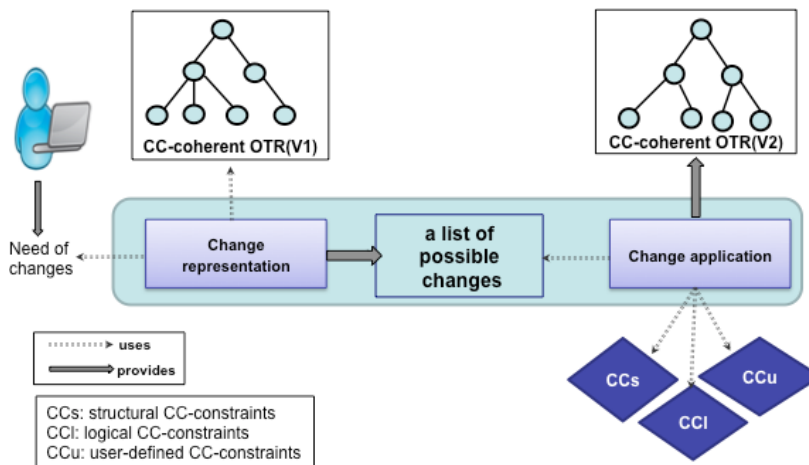 CC-coherent OTR(V1)
CC-coherent OTR(V2)
Need of
changes
Change
representation
a list of
possible
changes
Change application
uses
provides
CCs
CCl
CCu
CCs: structural CC-constraints
CCl: logical CC-constraints
CCu: user-defined CC-constraints